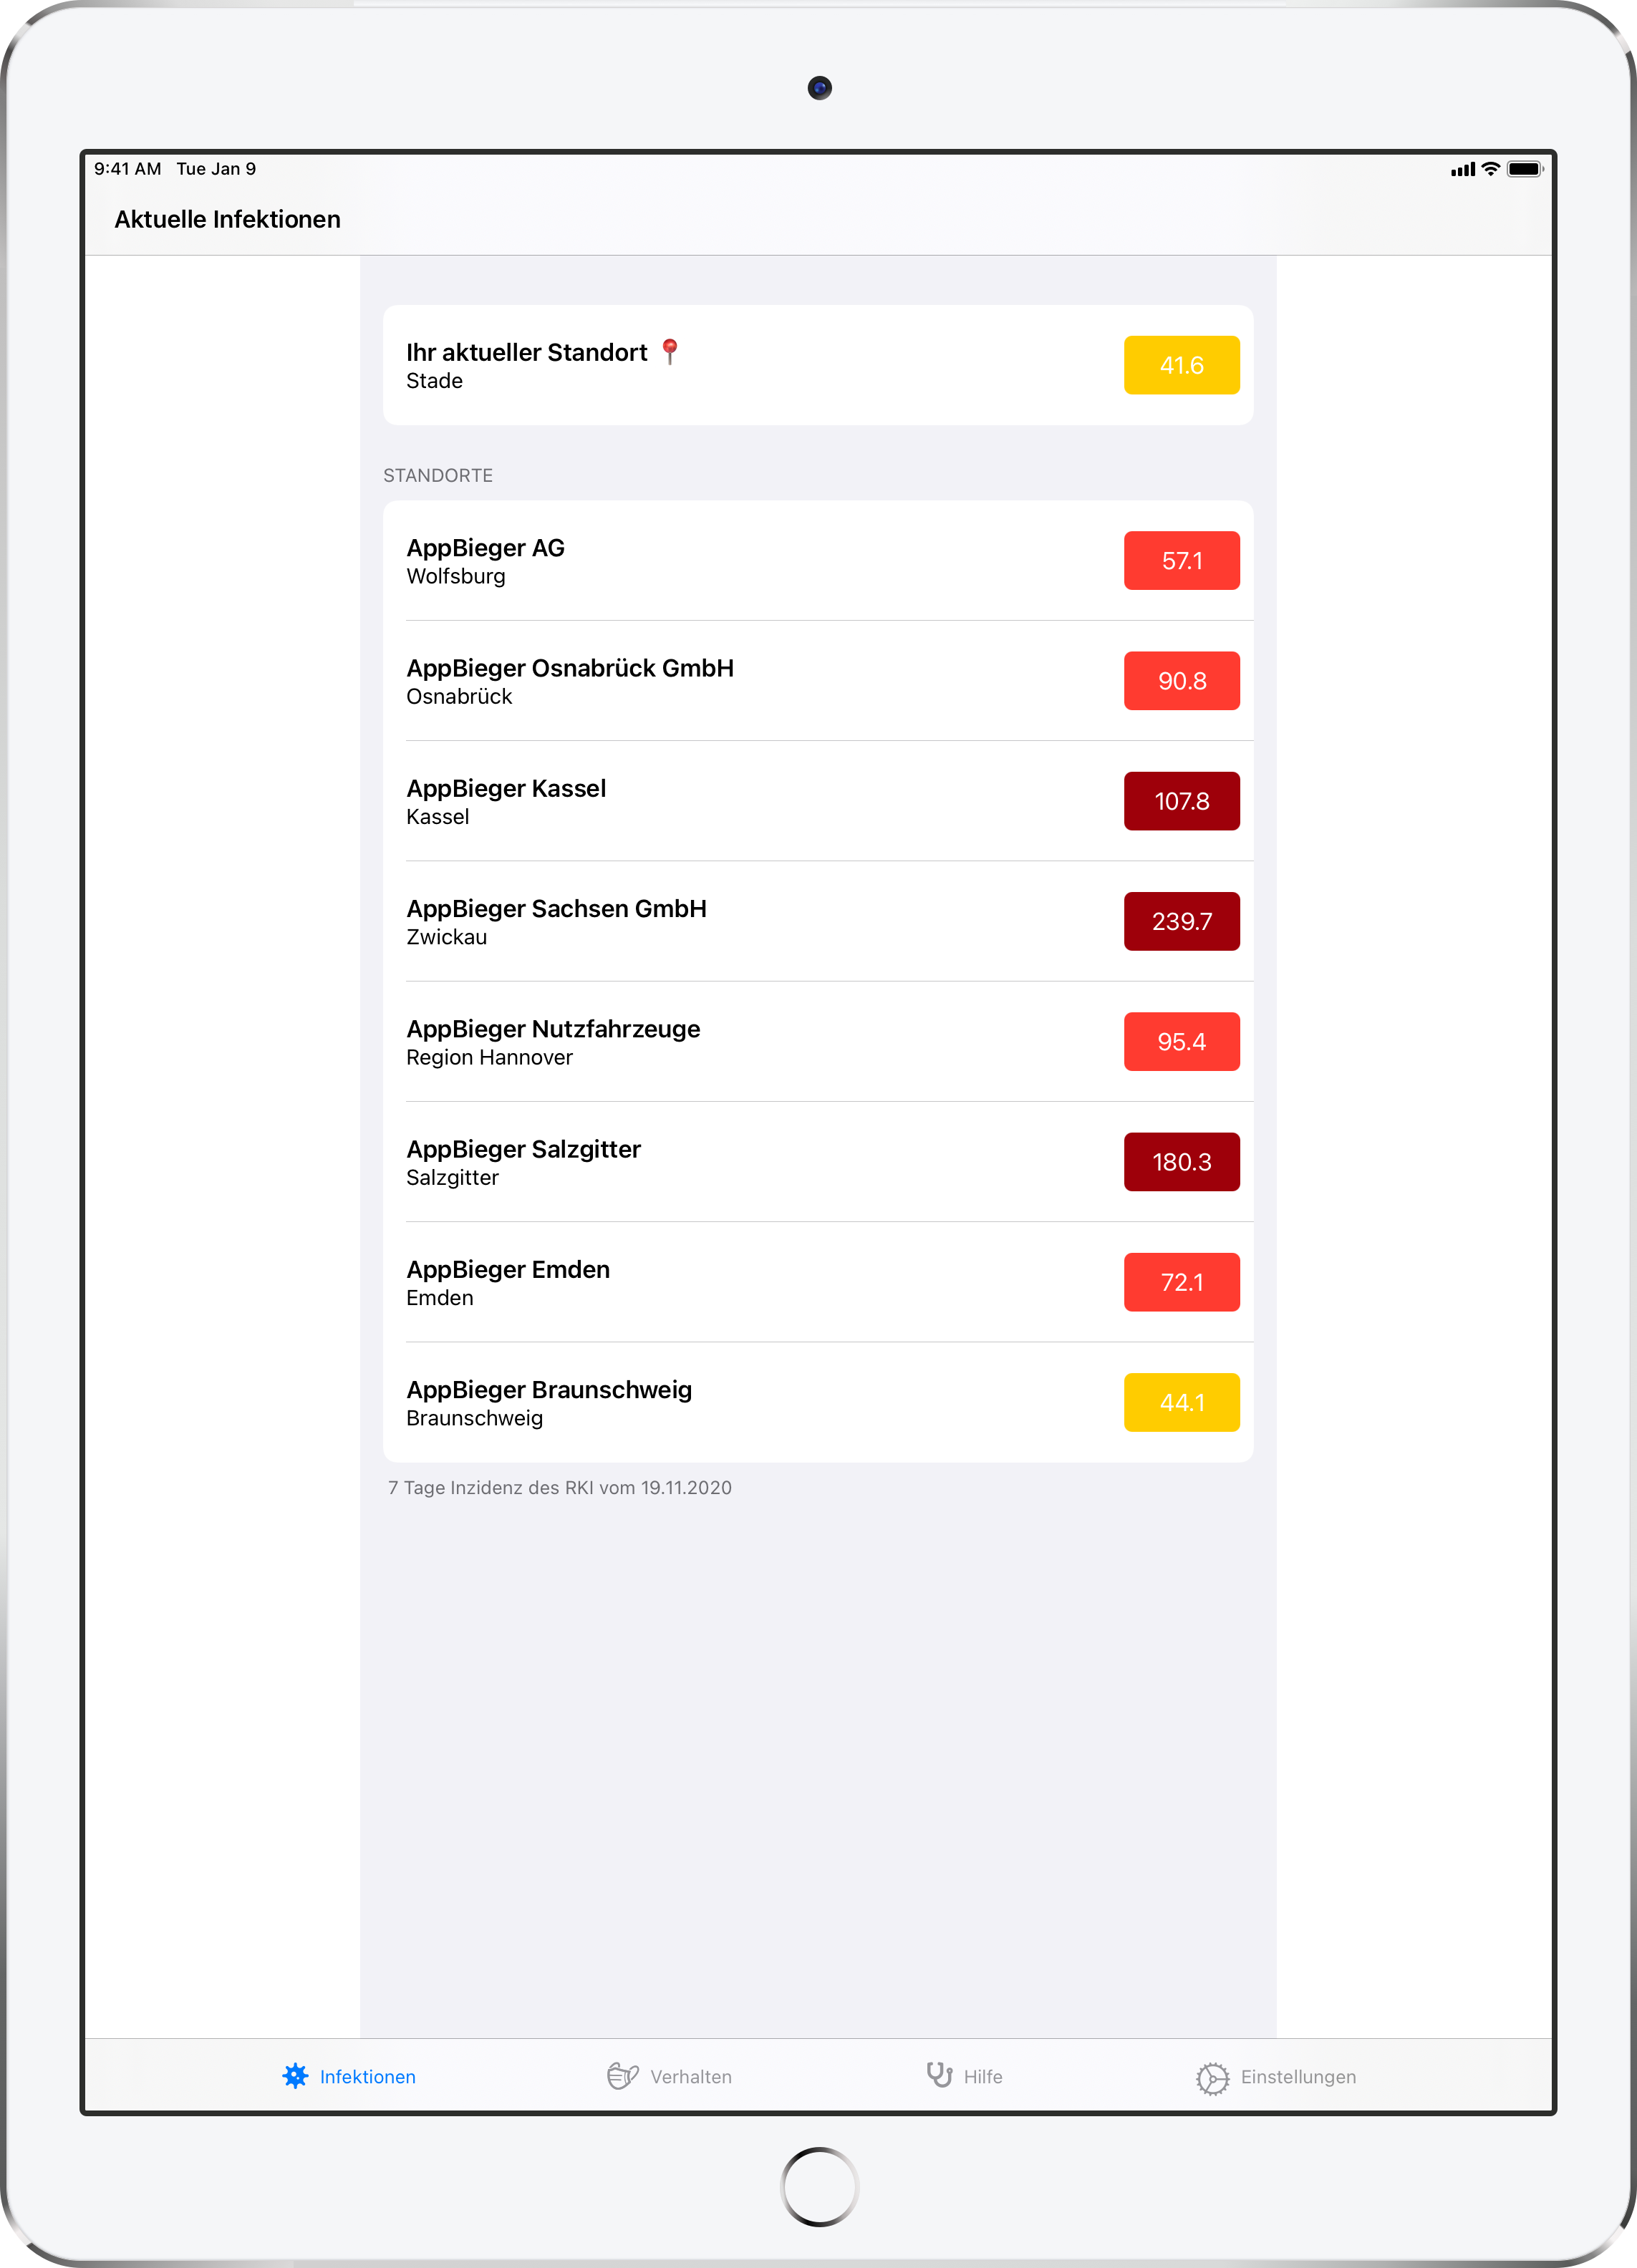 9:41 AM Tue Jan 9
Aktuelle Infektionen
Ihr aktueller Standort 📍
Stade
41.6
STANDORTE
AppBieger AG
Wolfsburg
57.1
AppBieger Osnabrück GmbH
Osnabrück
90.8
AppBieger Kassel
Kassel
107.8
AppBieger Sachsen GmbH
Zwickau
239.7
AppBieger Nutzfahrzeuge
Region Hannover
95.4
AppBieger Salzgitter
Salzgitter
180.3
AppBieger Emden
Emden
72.1
AppBieger Braunschweig
Braunschweig
44.1
7 Tage Inzidenz des RKI vom 19.11.2020
Infektionen Verhalten Hilfe Einstellungen